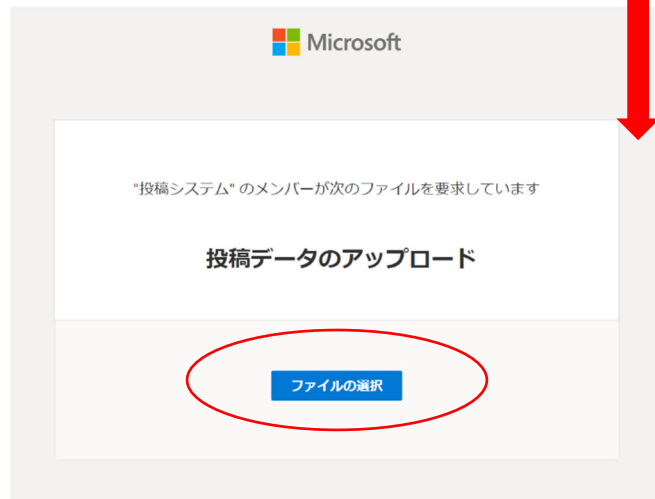 Microsoft
"投稿システム" のメンバーが次のファイルを要求しています
投稿データのアップロード
ファイルの選択